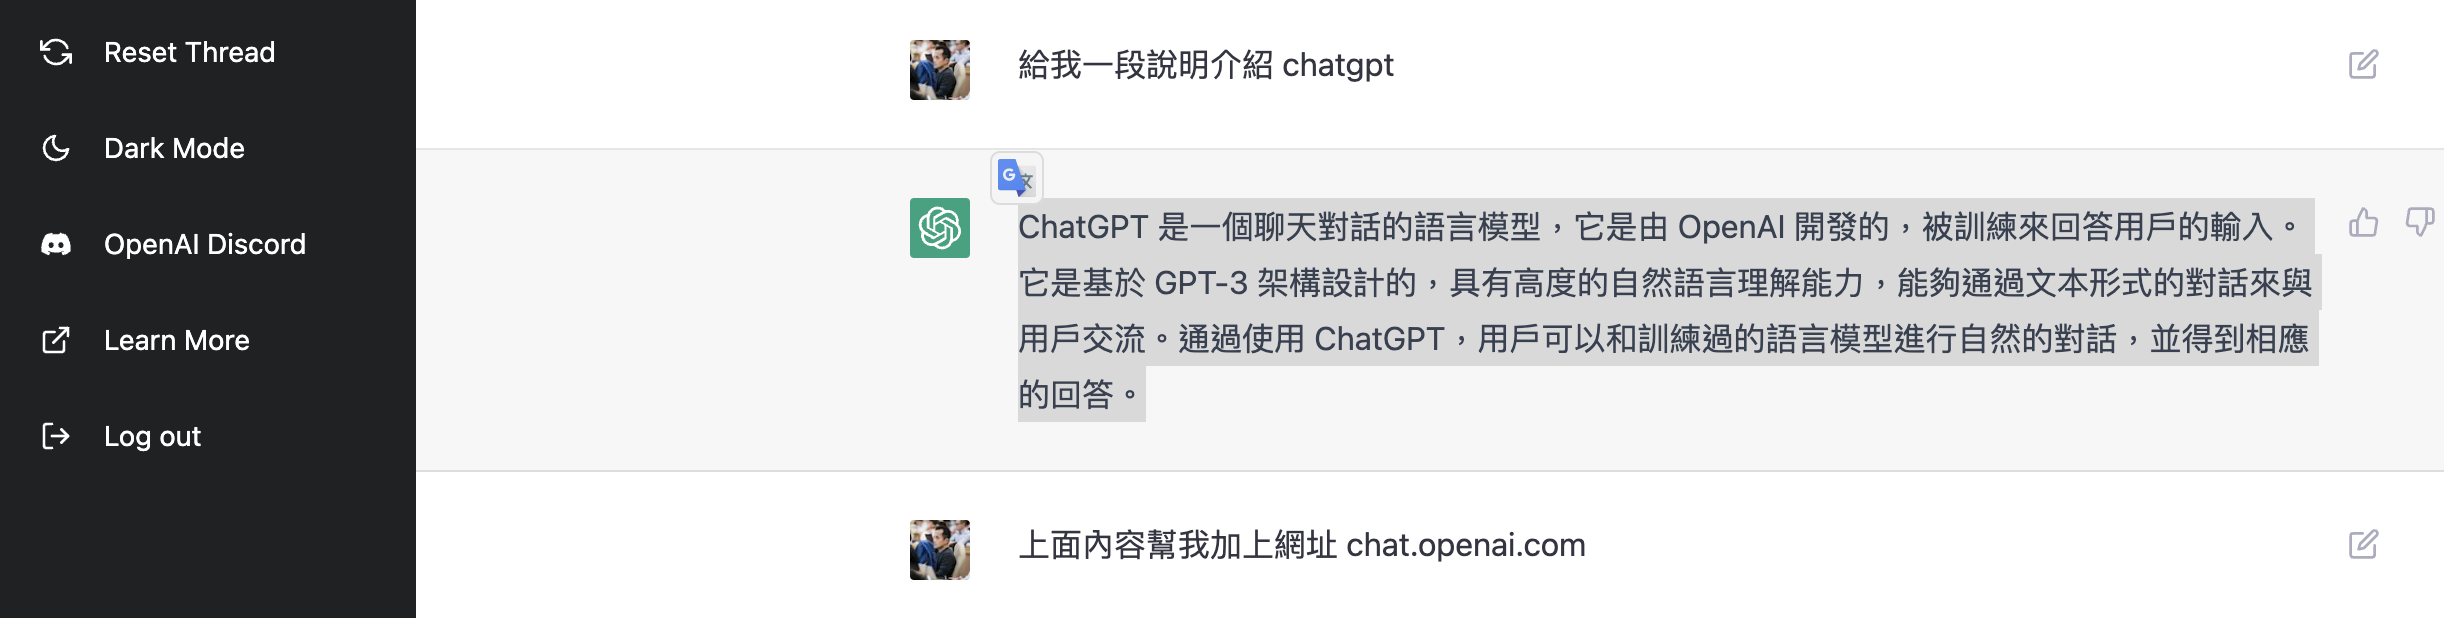 Reset Thread
Dark Mode
OpenAI Discord
Learn More
Log out
給我一段說明介紹 chatgpt
G文
ChatGPT 是一個聊天對話的語言模型，它是由 OpenAI 開發的，被訓練來回答用戶的輸入。
它是基於 GPT-3 架構設計的，具有高度的自然語言理解能力，能夠通過文本形式的對話來與
用戶交流。通過使用 ChatGPT，用戶可以和訓練過的語言模型進行自然的對話，並得到相應
的回答。
上面內容幫我加上網址 chat.openai.com